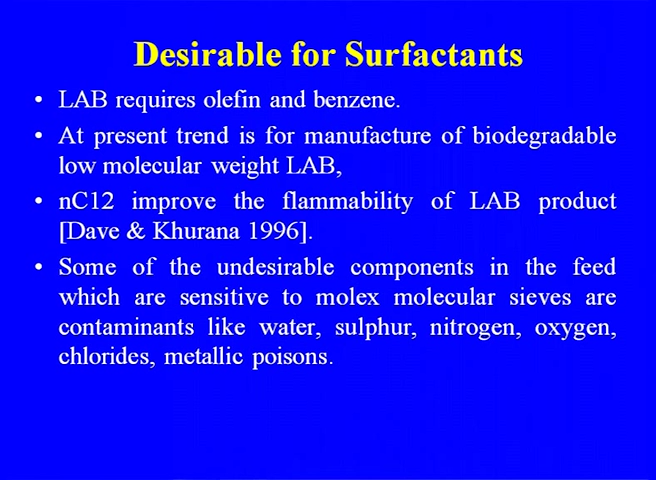 Desirable for Surfactants
• LAB requires olefin and benzene.
• At present trend is for manufacture of biodegradable
low molecular weight LAB,
• nC12 improve the flammability of LAB product
[Dave & Khurana 1996].
• Some of the undesirable components in the feed
which are sensitive to molex molecular sieves are
contaminants like water, sulphur, nitrogen, oxygen,
chlorides, metallic poisons.